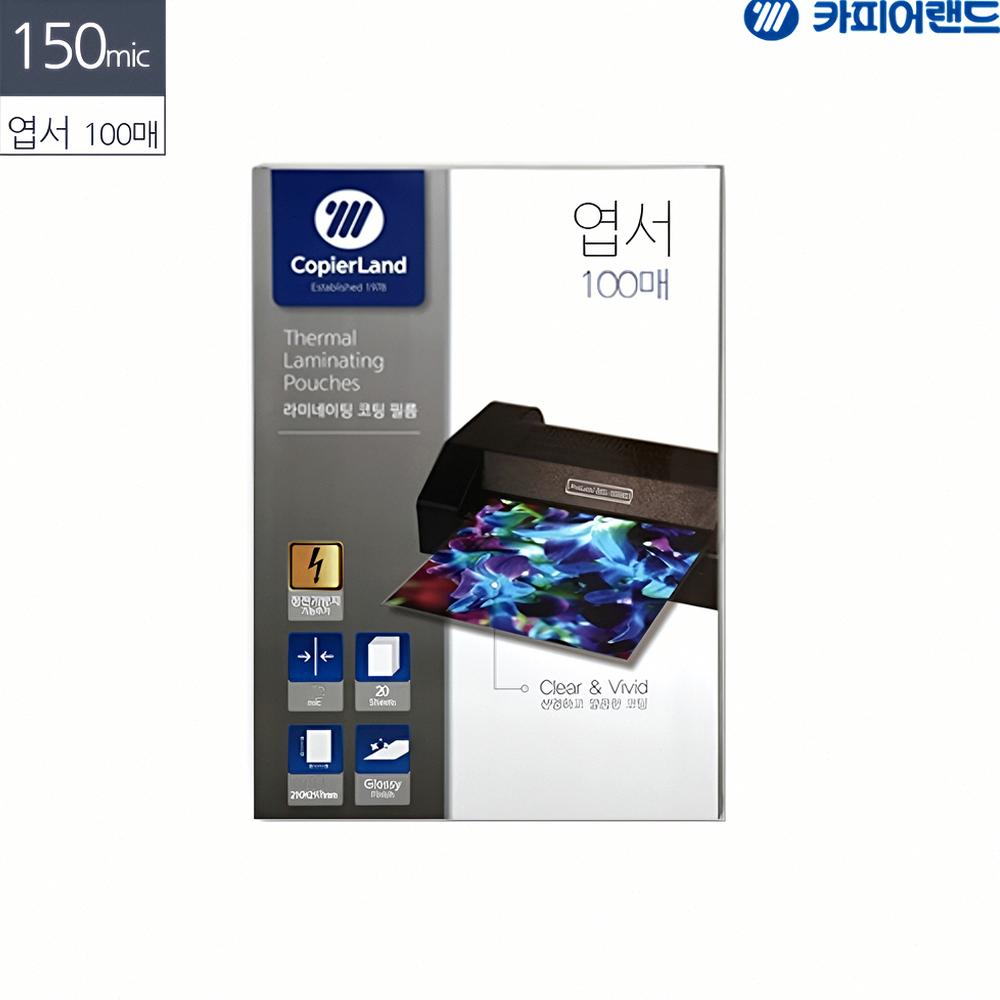 150mic
엽서 100매
카피어랜드
CopierLand
Established 1978
엽서
100매
Thermal
Laminating
Pouches
라미네이팅 코팅 필름
Clear & Vivid
20
Glossy